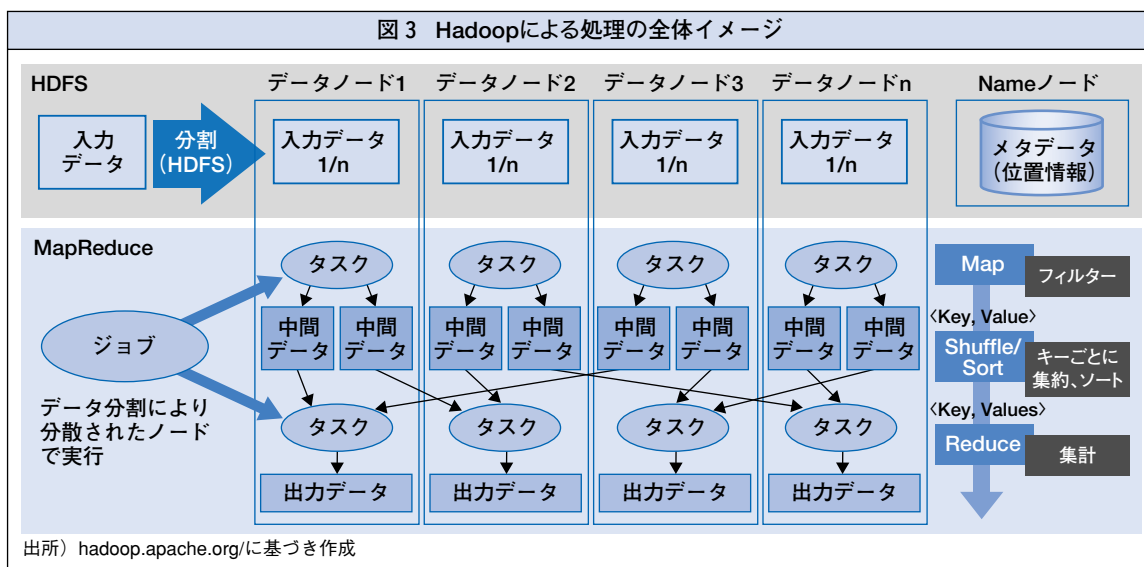 図3 Hadoopによる処理の全体イメージ
HDFS
データノード1
データノード2
データノード3
データノードn
Nameノード
入力
データ
分割
(HDFS)
入力データ
1/n
入力データ
1/n
入力データ
1/n
入力データ
1/n
メタデータ
(位置情報)
MapReduce
タスク
タスク
タスク
タスク
Map
フィルター
ジョブ
中間
データ
中間
データ
中間
データ
中間
データ
中間
データ
中間
データ
中間
データ
中間
データ
〈Key, Value〉
Shuffle/
Sort
キーごとに
集約、ソート
データ分割により
分散されたノード
で実行
タスク
タスク
タスク
タスク
〈Key, Values〉
Reduce
集計
出力データ
出力データ
出力データ
出力データ
出所）hadoop.apache.org/に基づき作成